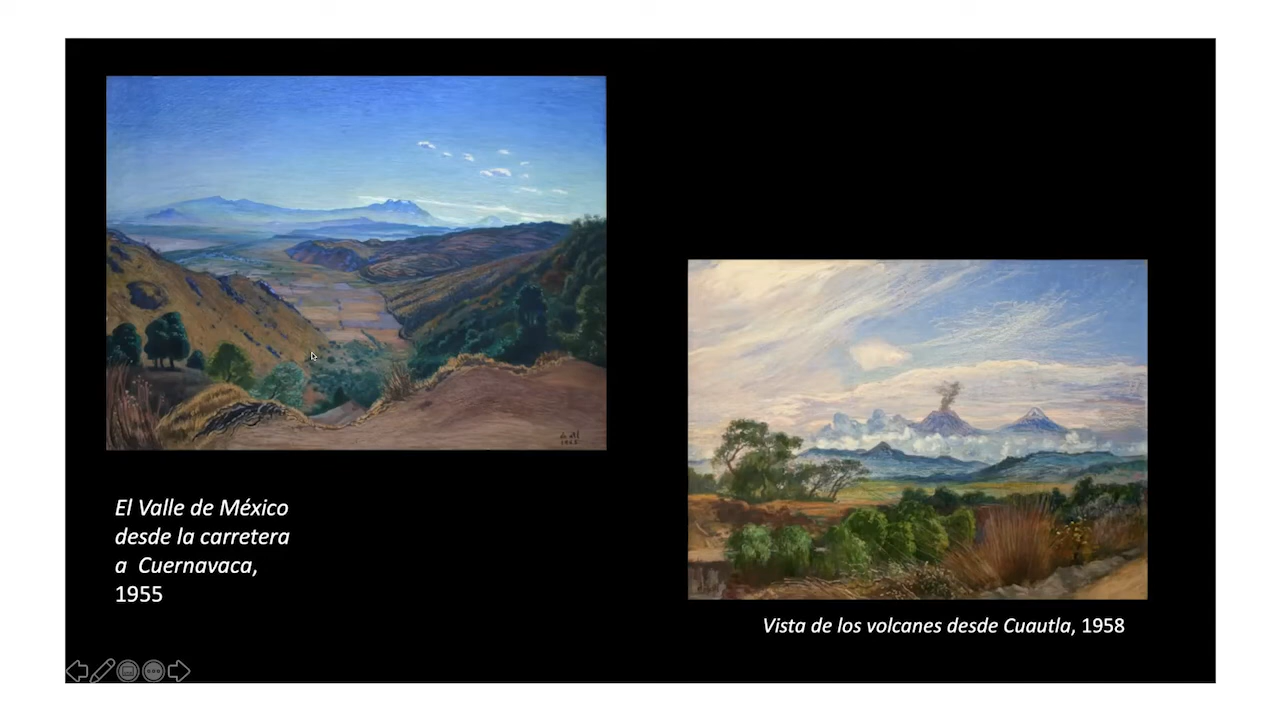 El Valle de México
desde la carretera
a Cuernavaca,
1955
Vista de los volcanes desde Cuautla, 1958